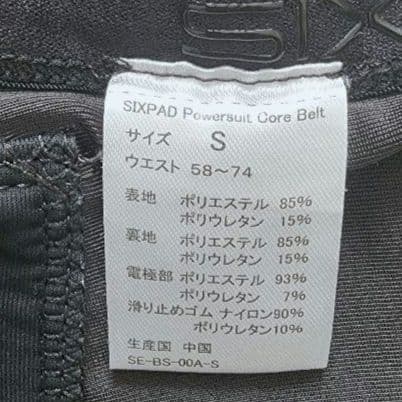 SIX
SIXPAD Powersuit Core Belt
サイズ S
ウエスト 58～74
表地 ポリエステル 85%
ポリウレタン 15%
裏地 ポリエステル 85%
ポリウレタン 15%
電極部 ポリエステル 93%
ポリウレタン 7%
滑り止めゴム ナイロン90%
ポリウレタン10%
生産国 中国
SE-BS-00A-S